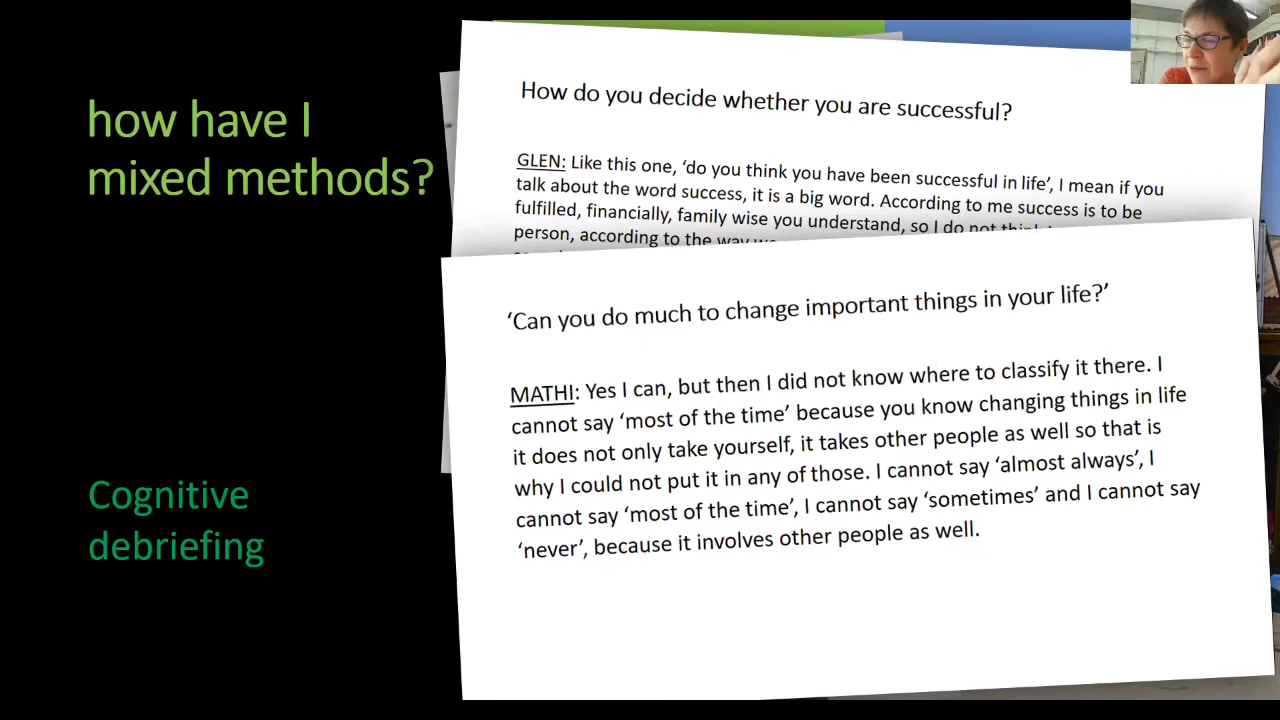 how have I
mixed methods?
Cognitive
debriefing
How do you decide whether you are successful?
GLEN: Like this one, ‘do you think you have been successful in life’, I mean if you
talk about the word success, it is a big word. According to me success is to be
fulfilled, financially, family wise you understand, so I do not
person, according to the way
‘Can you do much to change important things in your life?’
MATHI: Yes I can, but then I did not know where to classify it there. I
cannot say ‘most of the time’ because you know changing things in life
it does not only take yourself, it takes other people as well so that is
why I could not put it in any of those. I cannot say ‘almost always’, I
cannot say ‘most of the time’, I cannot say ‘sometimes’ and I cannot say
‘never’, because it involves other people as well.